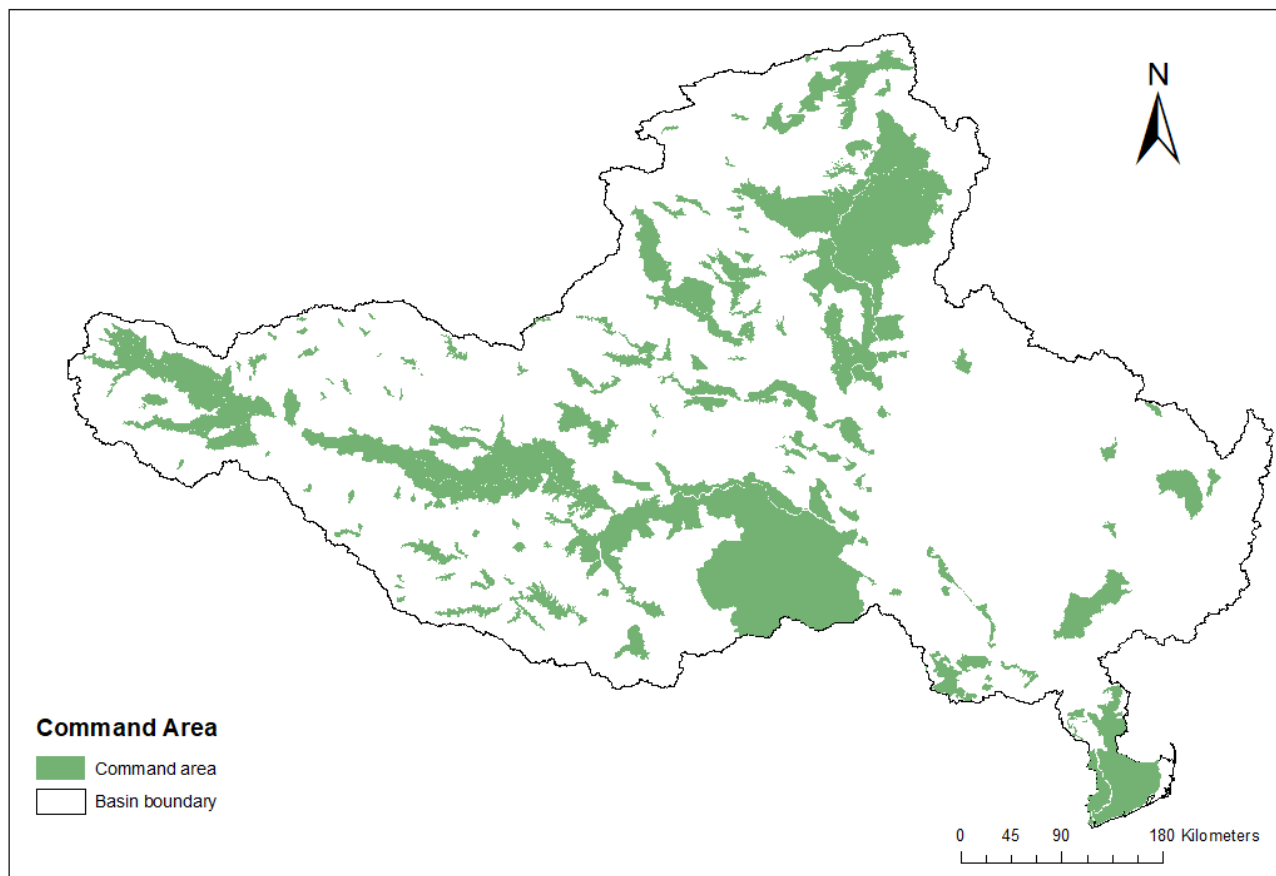 N
Command Area
Command area
Basin boundary
0 45 90 180 Kilometers